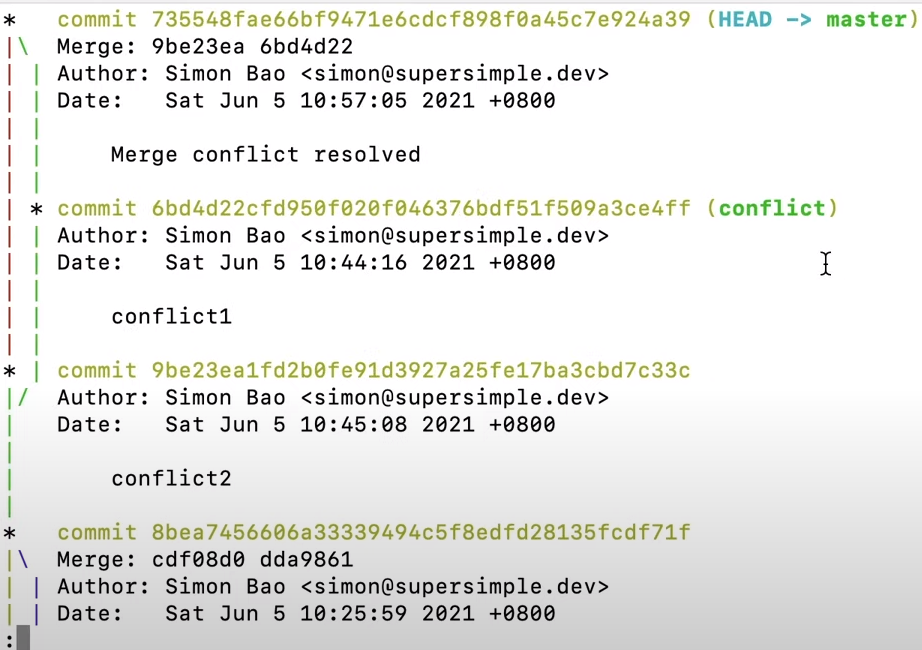 *   commit 735548fae66bf9471e6cdcf898f0a45c7e924a39 (HEAD -> master)
|\  Merge: 9be23ea 6bd4d22
| | Author: Simon Bao <simon@supersimple.dev>
| | Date:   Sat Jun 5 10:57:05 2021 +0800
| |
| |     Merge conflict resolved
| |
| * commit 6bd4d22cfd950f020f046376bdf51f509a3ce4ff (conflict)
| | Author: Simon Bao <simon@supersimple.dev>
| | Date:   Sat Jun 5 10:44:16 2021 +0800
| |
| |     conflict1
| |
* | commit 9be23ea1fd2b0fe91d3927a25fe17ba3cbd7c33c
|/  Author: Simon Bao <simon@supersimple.dev>
|   Date:   Sat Jun 5 10:45:08 2021 +0800
|
|       conflict2
|
*   commit 8bea7456606a33339494c5f8edfd28135fcdf71f
|\  Merge: cdf08d0 dda9861
| | Author: Simon Bao <simon@supersimple.dev>
| | Date:   Sat Jun 5 10:25:59 2021 +0800
: